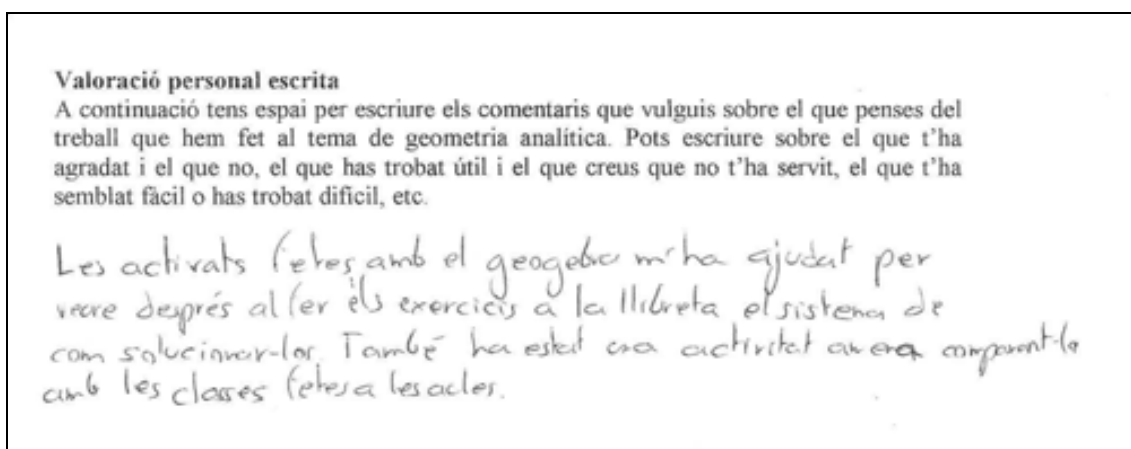 Valoració personal escrita
A continuació tens espai per escriure els comentaris que vulguis sobre el que penses del
treball que hem fet al tema de geometria analítica. Pots escriure sobre el que t'ha
agradat i el que no, el que has trobat útil i el que creus que no t'ha servit, el que t'ha
semblat fàcil o has trobat difícil, etc.
Les activats fetes amb el geogebra m'ha ajudat per
veure després al fer els exercicis a la llibreta el sistema de
com solucionar-los. També ha estat una activitat amena comparant-la
amb les classes fetes a les acles.